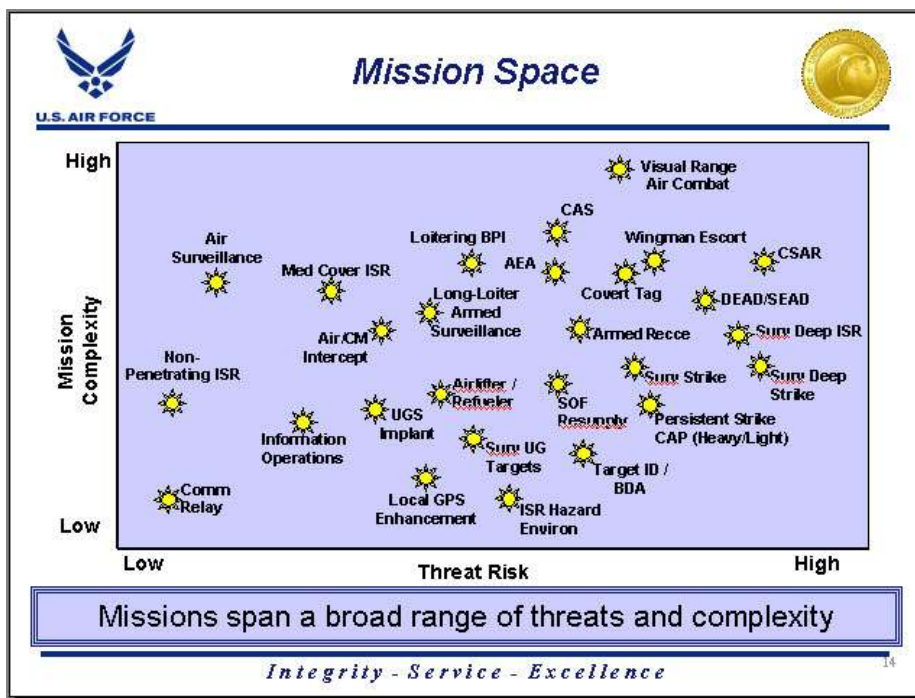 Mission Space
U.S. AIR FORCE
High
Visual Range
Air Combat
CAS
Air
Surveillance
Loitering BPI
Wingman Escort
Med Cover ISR
AEA
CSAR
Covert Tag
DEAD/SEAD
Long-Loiter
Armed
Surveillance
Air/CM
Intercept
Armed Recce
Surv Deep ISR
Mission
Complexity
Non-
Penetrating ISR
Airlifter /
Refueler
Surv Strike
Surv Deep
Strike
SOF
Resupply
UGS
Implant
Persistent Strike
CAP (Heavy/Light)
Information
Operations
Surv UG
Targets
Target ID /
BDA
Comm
Relay
Local GPS
Enhancement
ISR Hazard
Environ
Low
Low
Threat Risk
High
Missions span a broad range of threats and complexity
Integrity - Service - Excellence
14